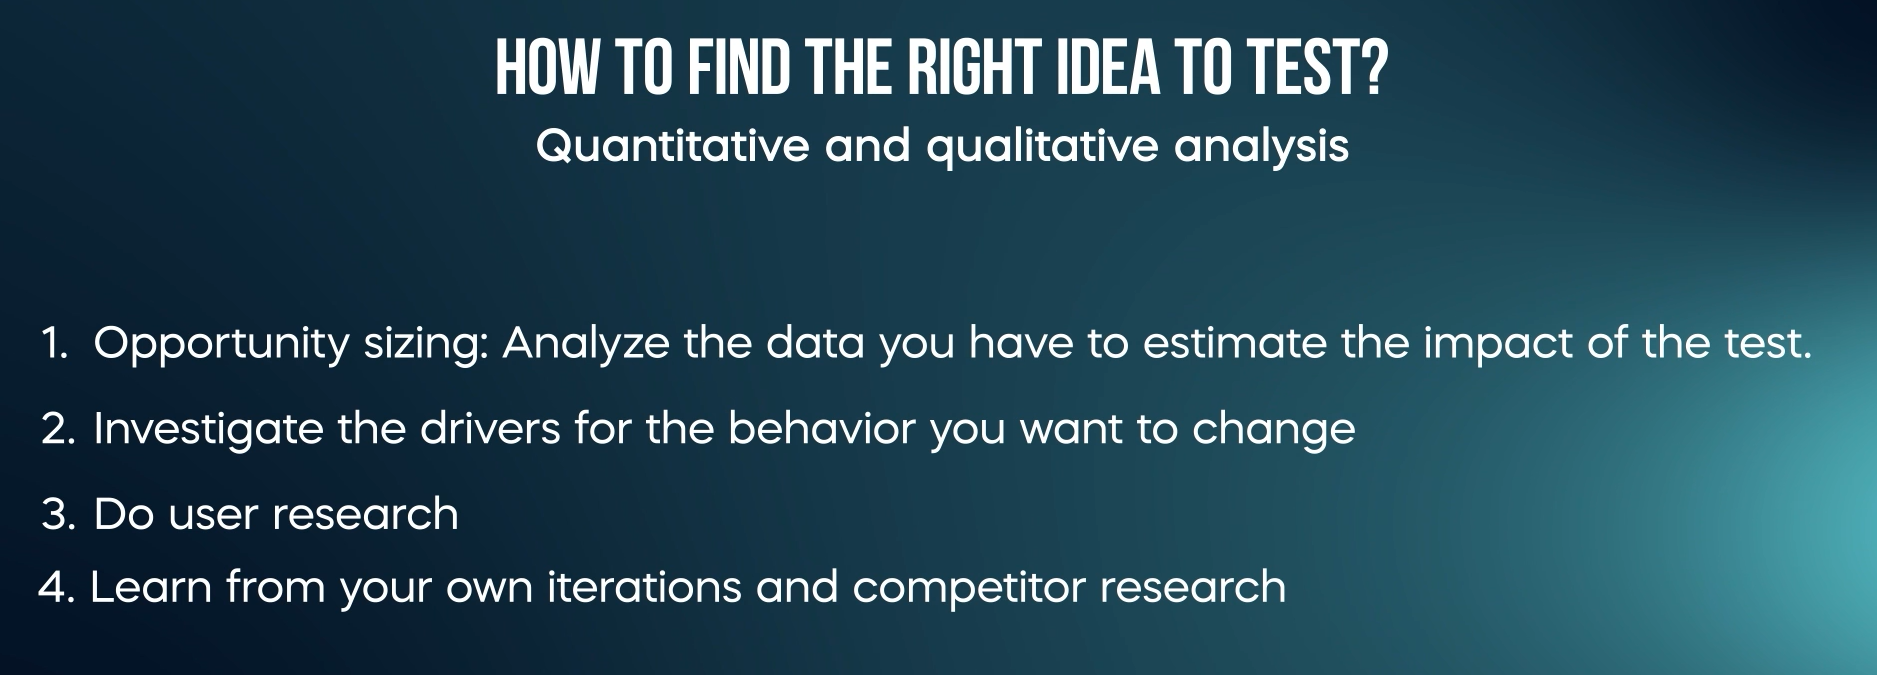 HOW TO FIND THE RIGHT IDEA TO TEST?
Quantitative and qualitative analysis
1. Opportunity sizing: Analyze the data you have to estimate the impact of the test.
2. Investigate the drivers for the behavior you want to change
3. Do user research
4. Learn from your own iterations and competitor research